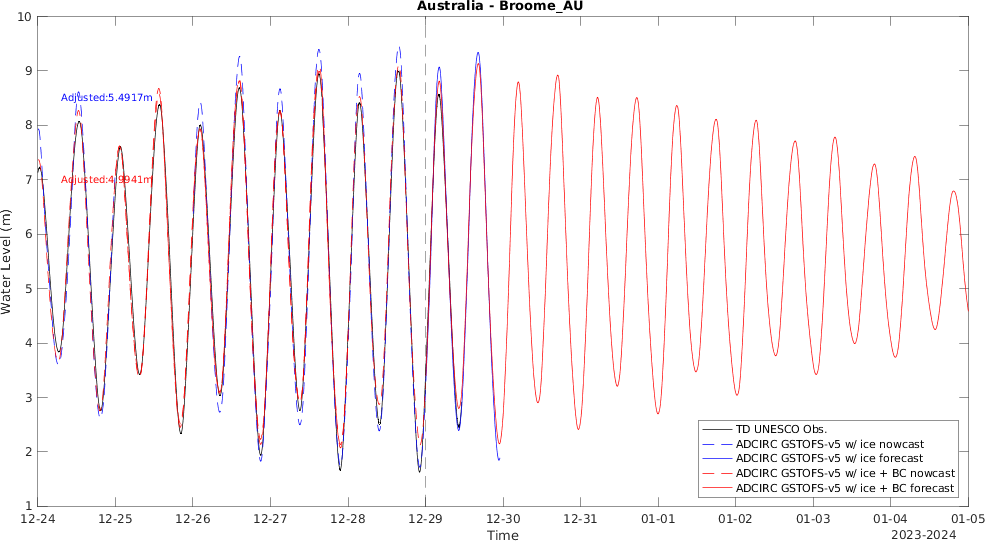 Australia - Broome_AU
Water Level (m)
10
9
8
7
6
5
4
3
2
1
Adjusted:5.4917m
Adjusted:4.9941m
TD UNESCO Obs.
ADCIRC GSTOFS-v5 w/ ice nowcast
ADCIRC GSTOFS-v5 w/ ice forecast
ADCIRC GSTOFS-v5 w/ ice + BC nowcast
ADCIRC GSTOFS-v5 w/ ice + BC forecast
12-24 12-25 12-26 12-27 12-28 12-29 12-30 12-31 01-01 01-02 01-03 01-04 01-05
Time
2023-2024